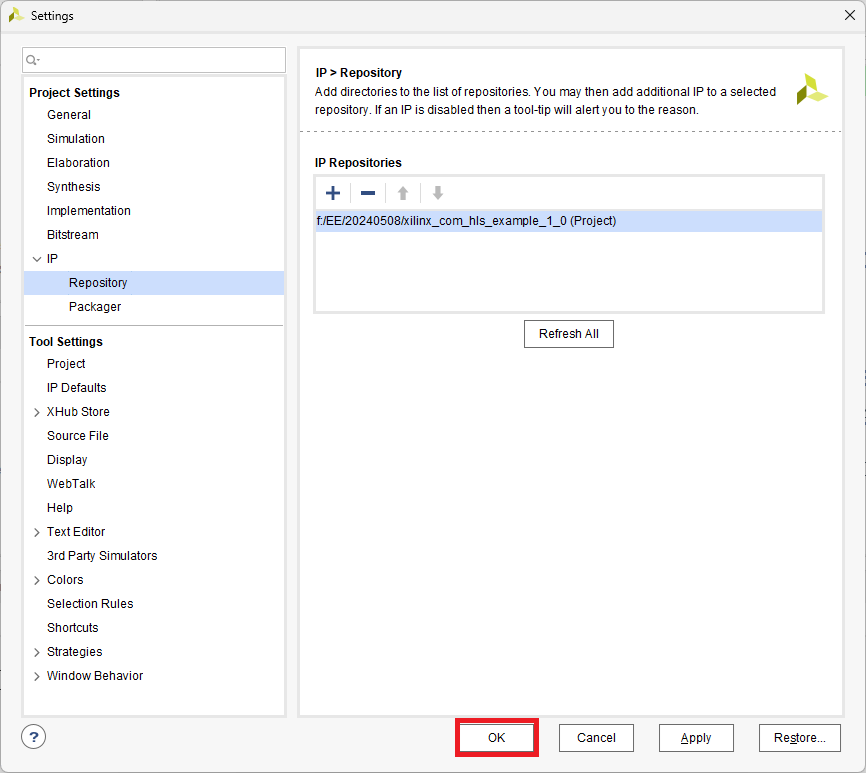 Settings
Project Settings
General
Simulation
Elaboration
Synthesis
Implementation
Bitstream
IP
Repository
Packager
Tool Settings
Project
IP Defaults
XHub Store
Source File
Display
WebTalk
Help
Text Editor
3rd Party Simulators
Colors
Selection Rules
Shortcuts
Strategies
Window Behavior
IP > Repository
Add directories to the list of repositories. You may then add additional IP to a selected
repository. If an IP is disabled then a tool-tip will alert you to the reason.
IP Repositories
f:/EE/20240508/xilinx_com_hls_example_1_0 (Project)
Refresh All
?
OK
Cancel
Apply
Restore...